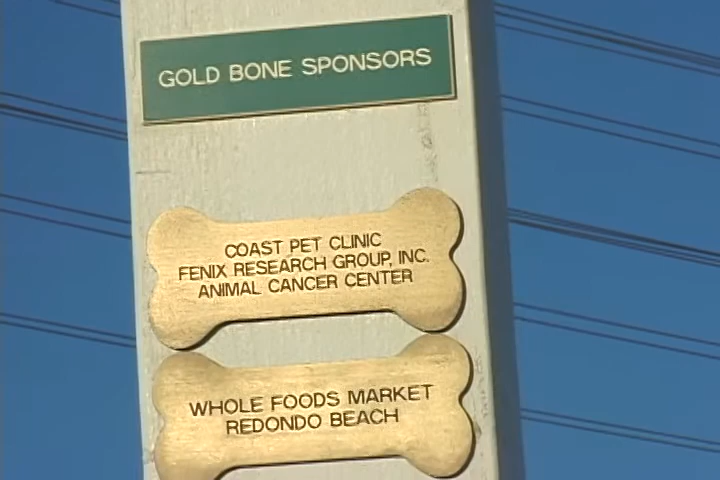 GOLD BONE SPONSORS
COAST PET CLINIC
FENIX RESEARCH GROUP, INC.
ANIMAL CANCER CENTER
WHOLE FOODS MARKET
REDONDO BEACH